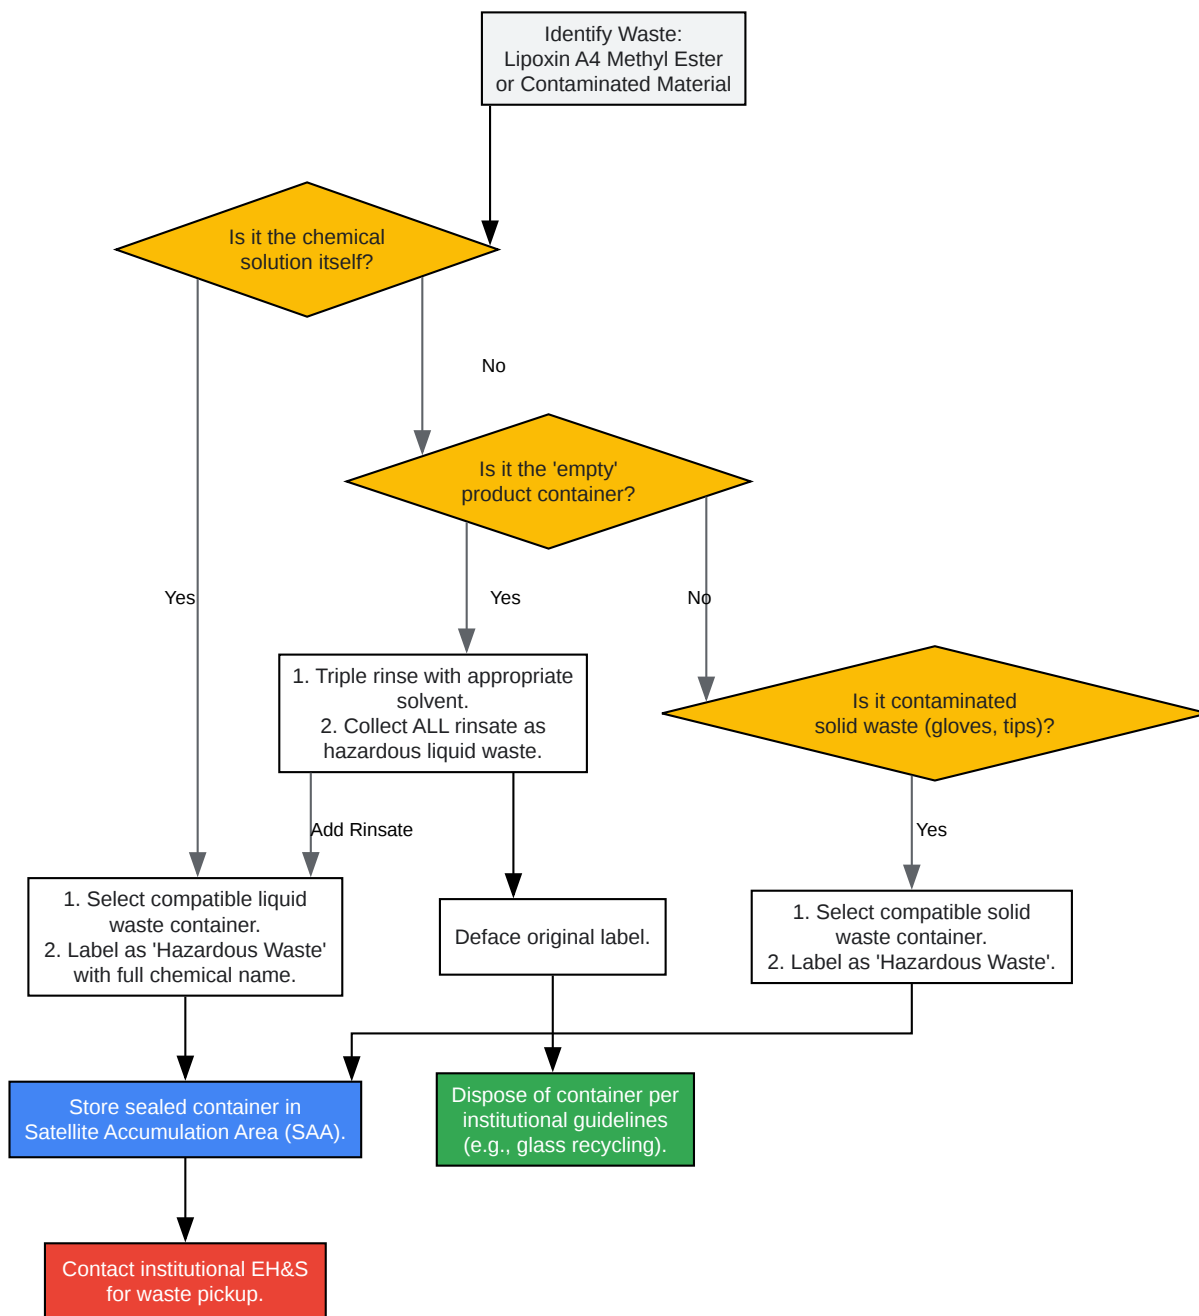 Identify Waste:
Lipoxin A4 Methyl Ester
or Contaminated Material
Is it the chemical
solution itself?
No
Is it the 'empty'
product container?
Yes
Yes
No
1. Triple rinse with appropriate
solvent.
2. Collect ALL rinsate as
hazardous liquid waste.
Is it contaminated
solid waste (gloves, tips)?
Add Rinsate
Yes
1. Select compatible liquid
waste container.
2. Label as 'Hazardous Waste'
with full chemical name.
Deface original label.
1. Select compatible solid
waste container.
2. Label as 'Hazardous Waste'.
Store sealed container in
Satellite Accumulation Area (SAA).
Dispose of container per
institutional guidelines
(e.g., glass recycling).
Contact institutional EH&S
for waste pickup.